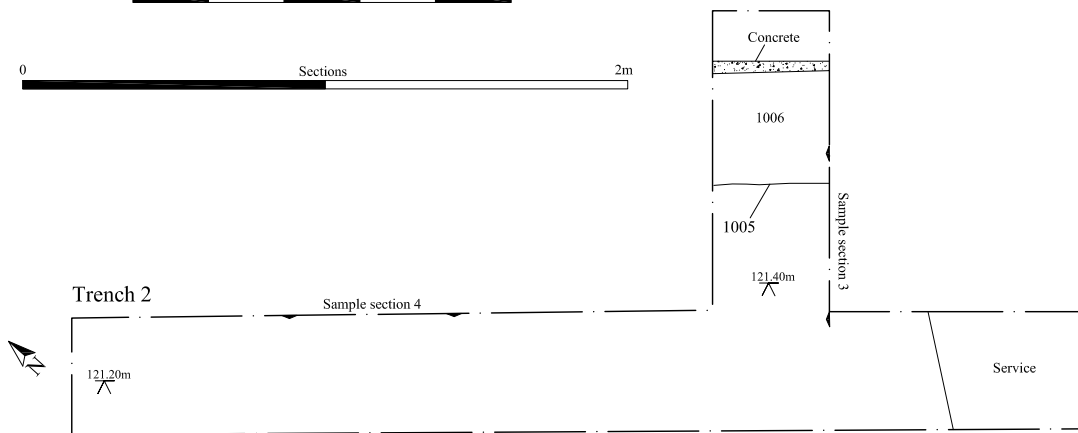 0
Sections
2m
Concrete
1006
1005
Sample section 3
121.40m
Trench 2
Sample section 4
N
121.20m
Service